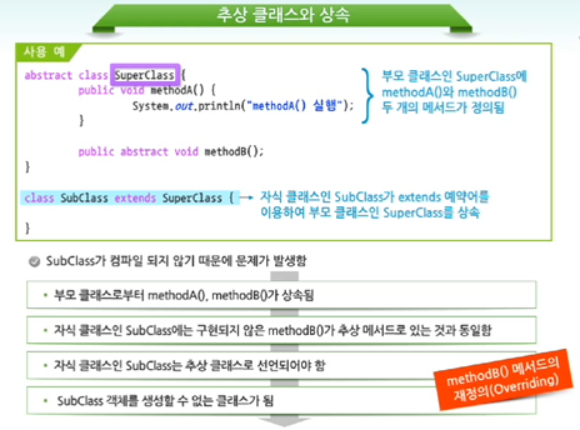 추상 클래스와 상속
사용 예
abstract class SuperClass {
public void methodA() {
System.out.println("methodA() 실행");
}
public abstract void methodB();
}
부모 클래스인 SuperClass에
methodA()와 methodB()
두 개의 메서드가 정의됨
class SubClass extends SuperClass {
}
자식 클래스인 SubClass가 extends 예약어를
이용하여 부모 클래스인 SuperClass를 상속
SubClass가 컴파일 되지 않기 때문에 문제가 발생함
• 부모 클래스로부터 methodA(), methodB()가 상속됨
• 자식 클래스인 SubClass에는 구현되지 않은 methodB()가 추상 메서드로 있는 것과 동일함
• 자식 클래스인 SubClass는 추상 클래스로 선언되어야 함
• SubClass 객체를 생성할 수 없는 클래스가 됨
methodB() 메서드의
재정의(Overriding)